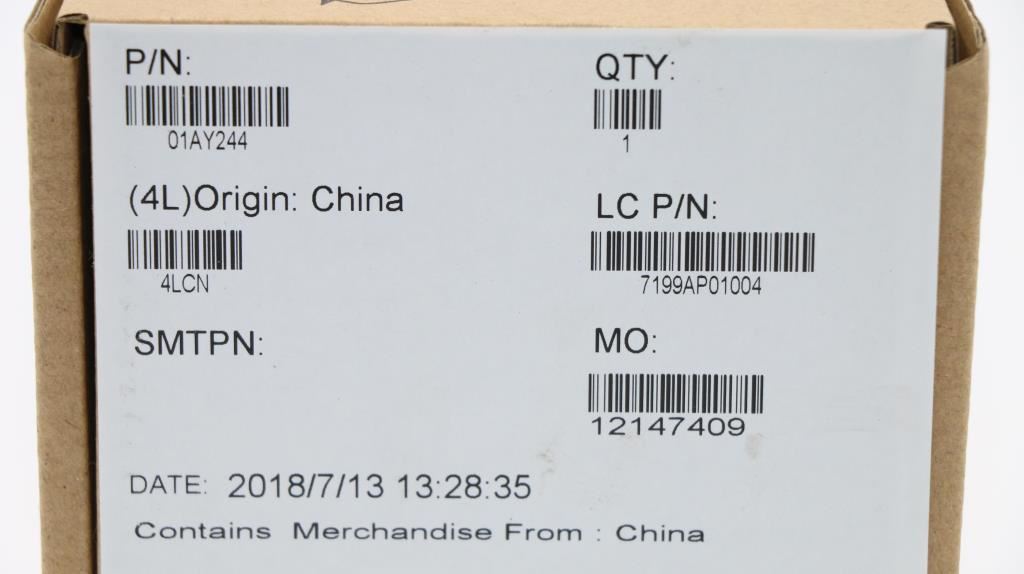 P/N:
01AY244
QTY:
1
(4L)Origin: China
4LCN
LC P/N:
7199AP01004
SMTPN:
MO:
12147409
DATE: 2018/7/13 13:28:35
Contains Merchandise From : China